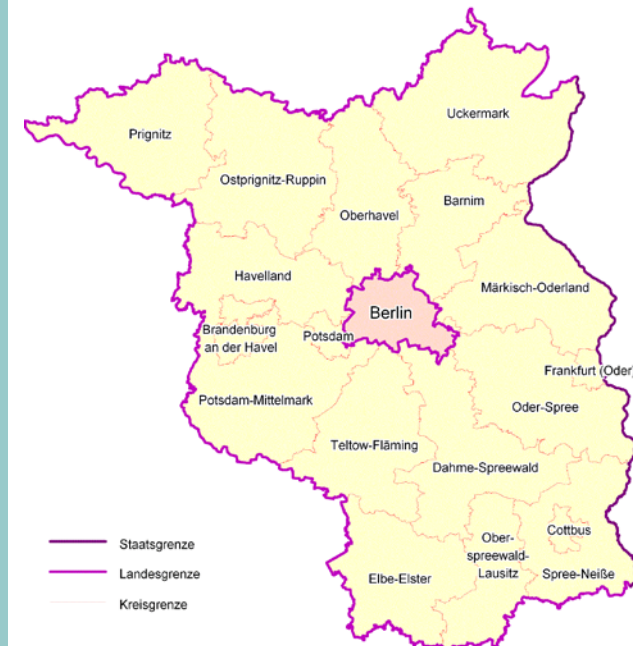 Uckermark
Prignitz
Ostprignitz-Ruppin
Barnim
Oberhavel
Havelland
Märkisch-Oderland
Berlin
Brandenburg
an der Havel
Potsdam
Frankfurt (Oder)
Potsdam-Mittelmark
Oder-Spree
Teltow-Fläming
Dahme-Spreewald
Cottbus
Ober-
spreewald-
Lausitz
Elbe-Elster
Spree-Neiße
Staatsgrenze
Landesgrenze
Kreisgrenze